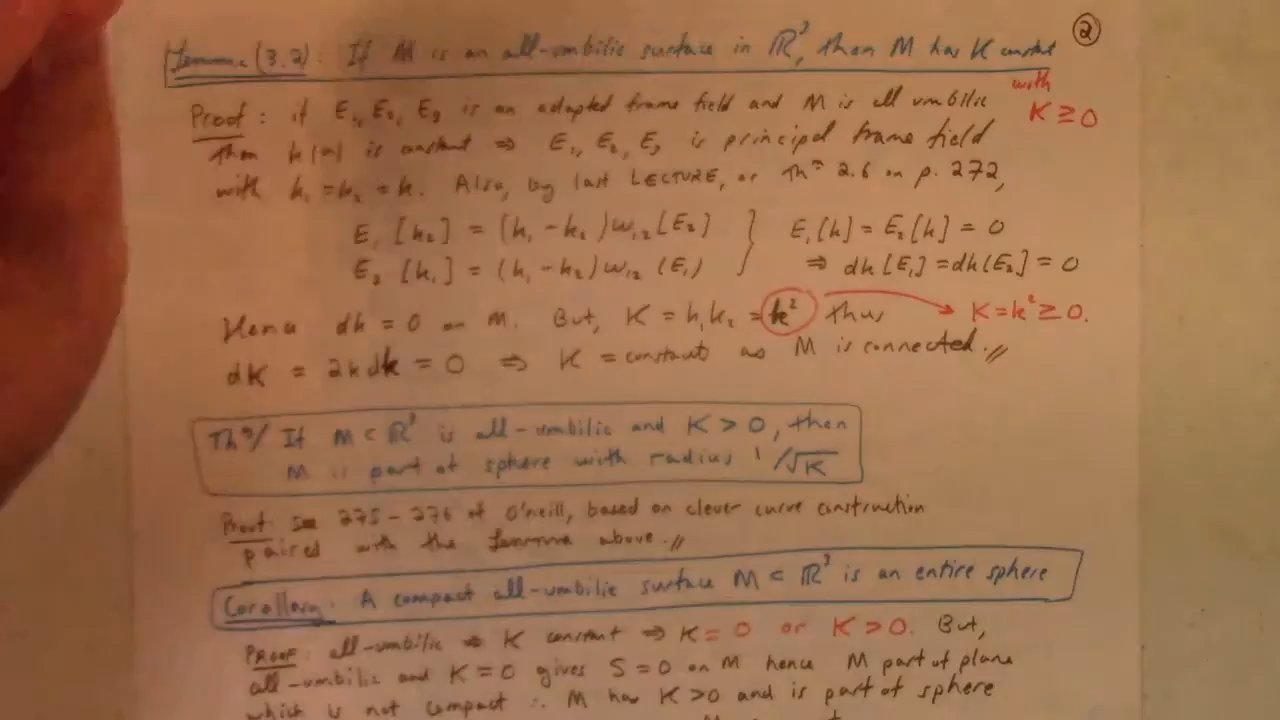 ②
Lemma (3.2): If M is an all-umbilic surface in ℝ³, then M has K constant
with
K ≥ 0
Proof: if E₁, E₂, E₃ is an adapted frame field and M is all umbilic
then k(n) is constant ⇒ E₁, E₂, E₃ is principal frame field
with k₁ = k₂ = k. Also, by last LECTURE, or Thᵐ 2.6 on p. 272,
E₁[k₂] = (k₁ - k₂)ω₁₂[E₂] } E₁[k] = E₂[k] = 0
E₂[k₁] = (k₁ - k₂)ω₁₂(E₁) ⇒ dk[E₁] = dk[E₂] = 0
Hence dk = 0 on M. But, K = k₁k₂ = k² thus K = k² ≥ 0.
dK = 2kdk = 0 ⇒ K = constant as M is connected.//
Thᵐ/ If M ⊂ ℝ³ is all-umbilic and K > 0, then
M is part of sphere with radius 1/√K
Proof: See 275-276 of O'neill, based on clever curve construction
paired with the Lemma above.//
Corollary: A compact all-umbilic surface M ⊂ ℝ³ is an entire sphere
PROOF: all-umbilic ⇒ K constant ⇒ K = 0 or K > 0. But,
all-umbilic and K = 0 gives S = 0 on M hence M part of plane
which is not compact ∴ M has K > 0 and is part of sphere